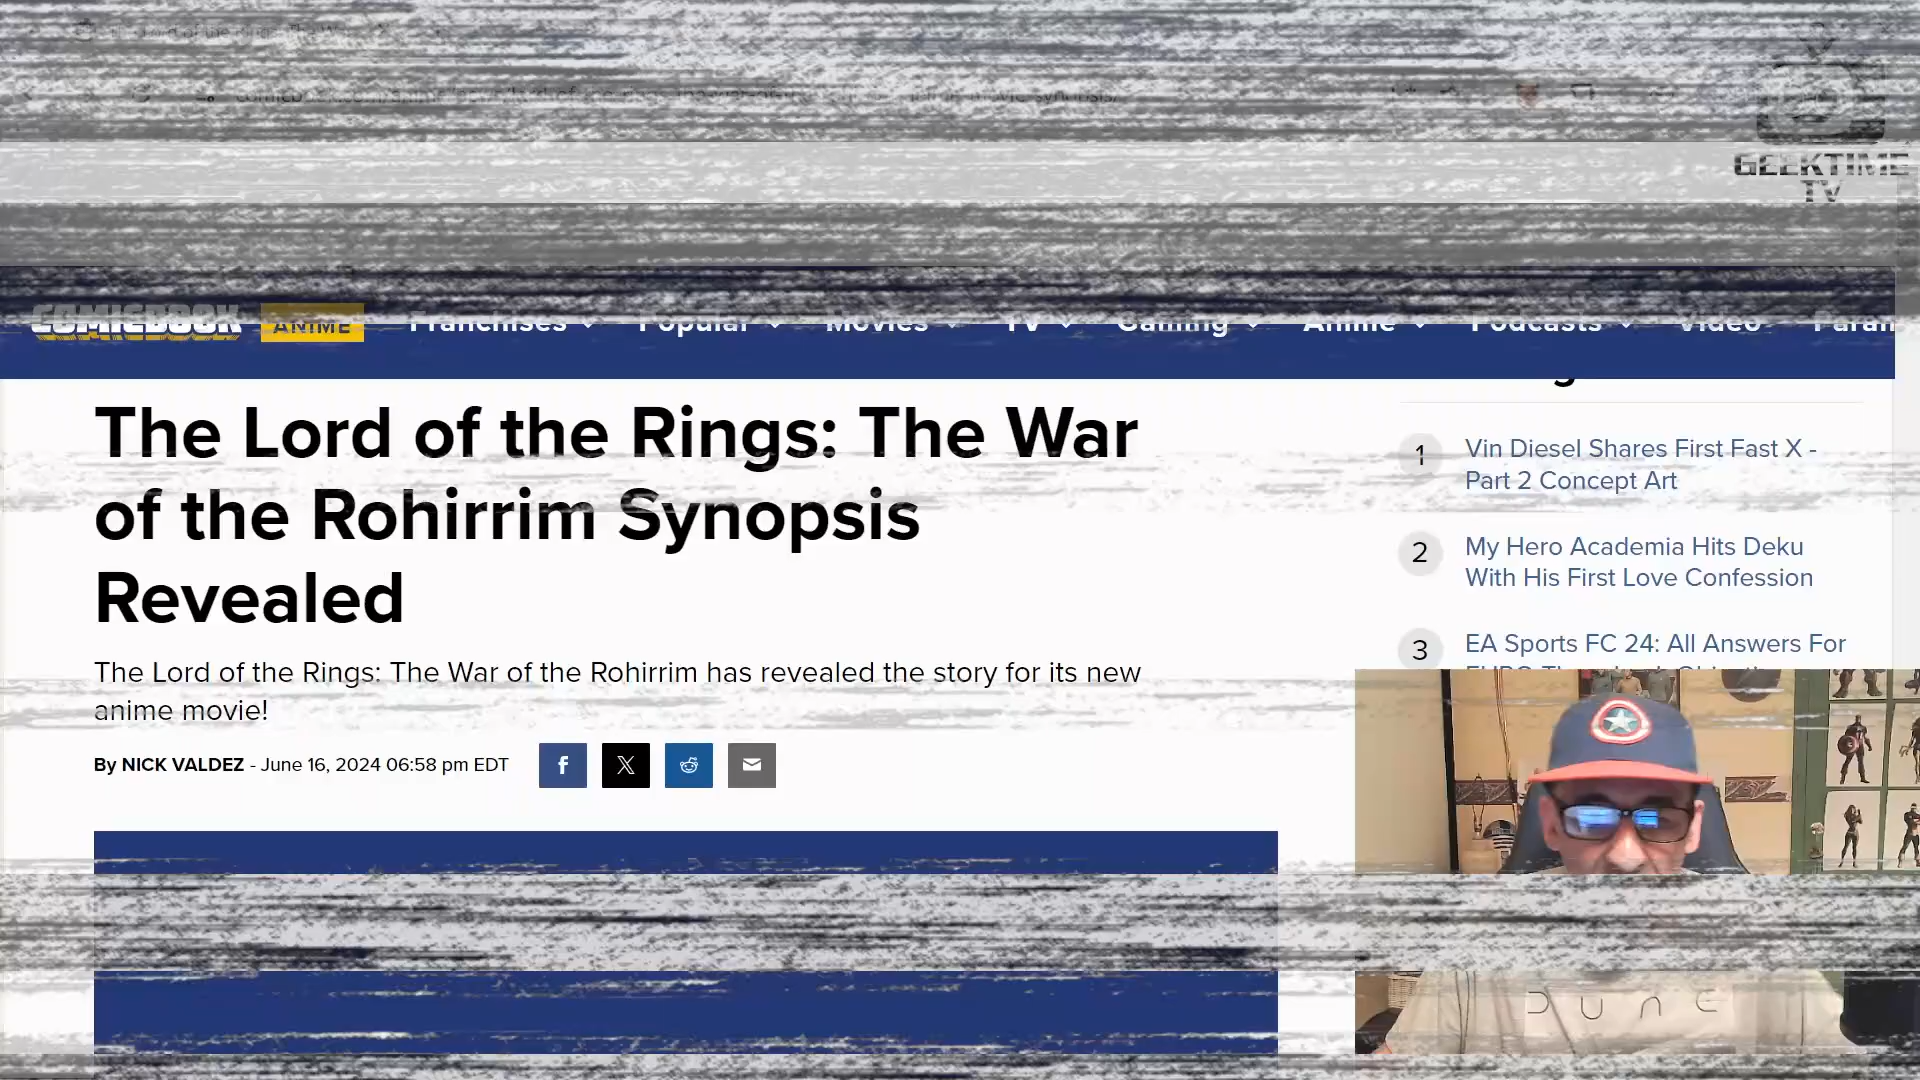 GEEKTIME
TV
COMICBOOK ANIME Franchises Popular Movies TV Gaming Anime Podcasts Video
The Lord of the Rings: The War
of the Rohirrim Synopsis
Revealed
The Lord of the Rings: The War of the Rohirrim has revealed the story for its new
anime movie!
By NICK VALDEZ - June 16, 2024 06:58 pm EDT
1 Vin Diesel Shares First Fast X -
Part 2 Concept Art
2 My Hero Academia Hits Deku
With His First Love Confession
3 EA Sports FC 24: All Answers For
DUNE